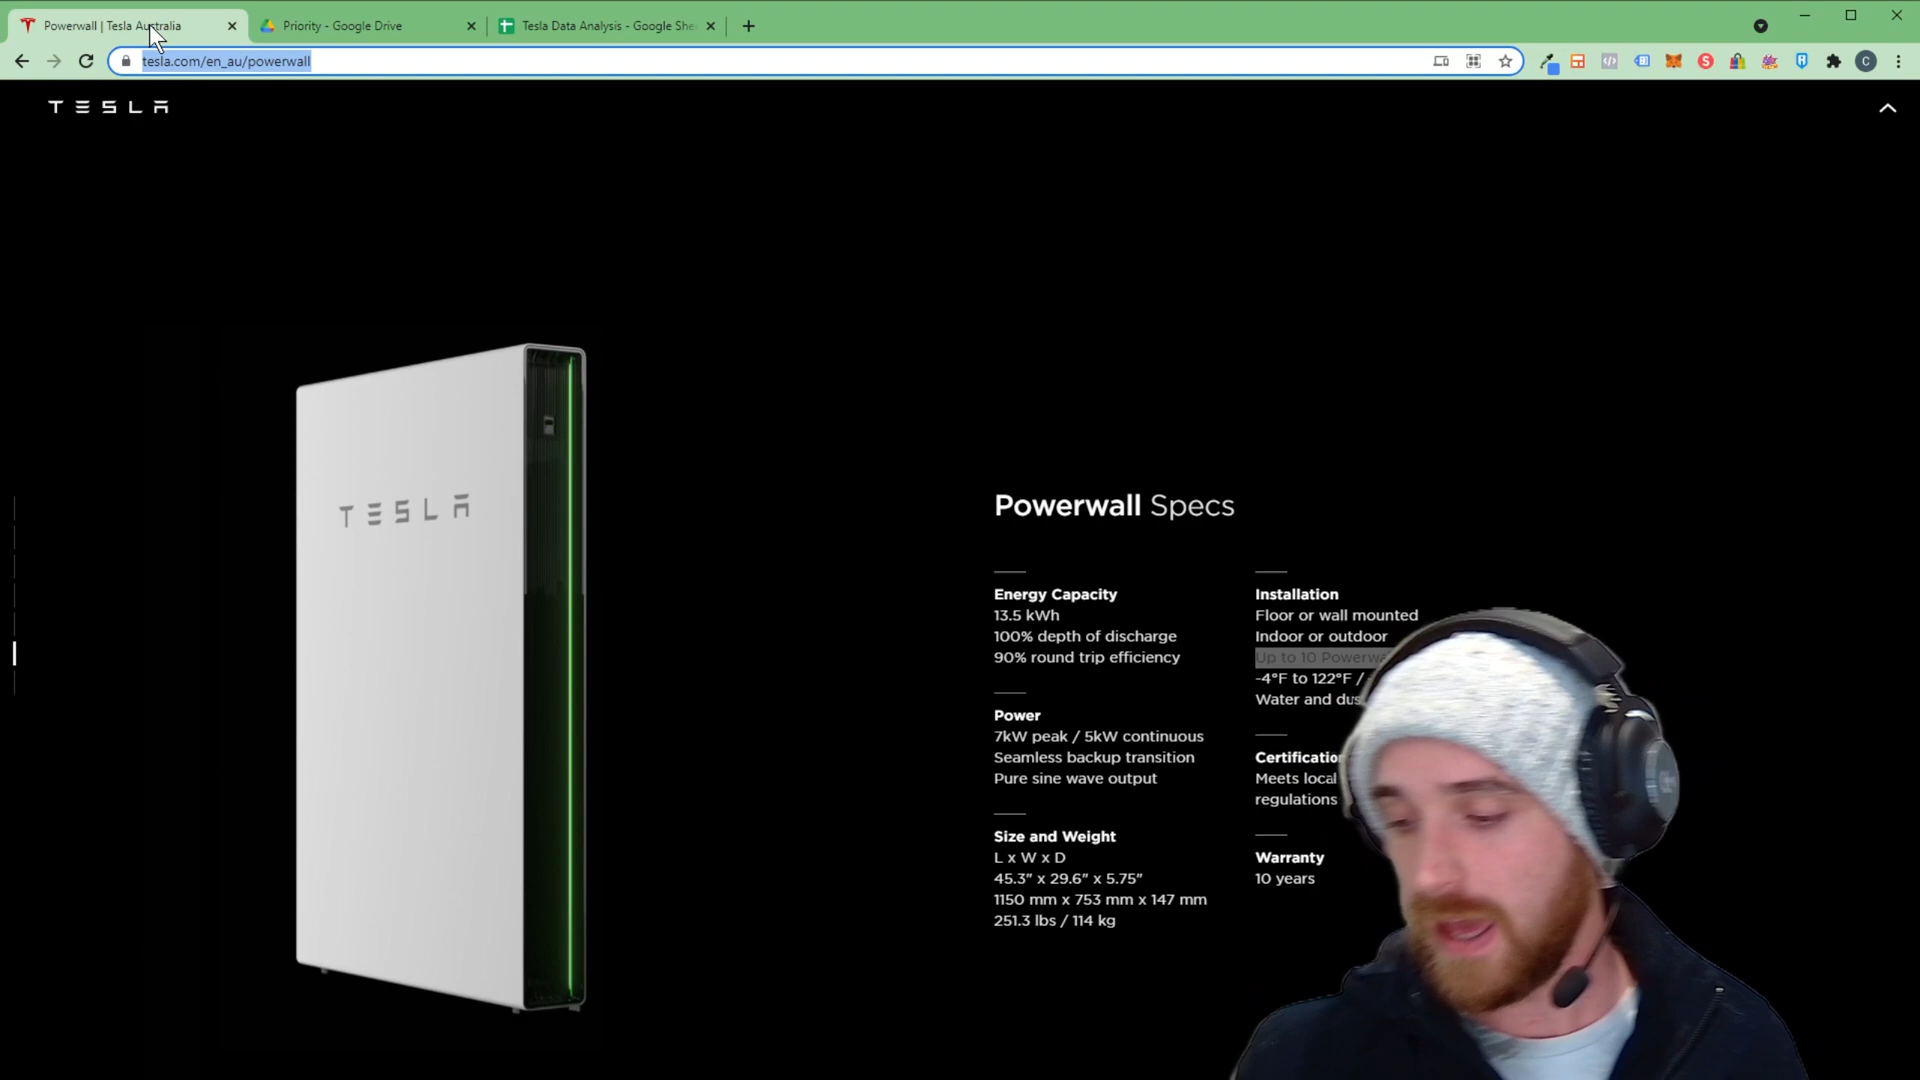 Powerwall | Tesla Australia
Priority - Google Drive
Tesla Data Analysis - Google She
tesla.com/en_au/powerwall
C
TESLA
TESLA
Powerwall Specs
Energy Capacity
13.5 kWh
100% depth of discharge
90% round trip efficiency
Power
7kW peak / 5kW continuous
Seamless backup transition
Pure sine wave output
Size and Weight
L x W x D
45.3" x 29.6" x 5.75"
1150 mm x 753 mm x 147 mm
251.3 lbs / 114 kg
Installation
Floor or wall mounted
Indoor or outdoor
Up to 10
-4°F to 122°F /
Water and
Meets local
regulations
Warranty
10 years